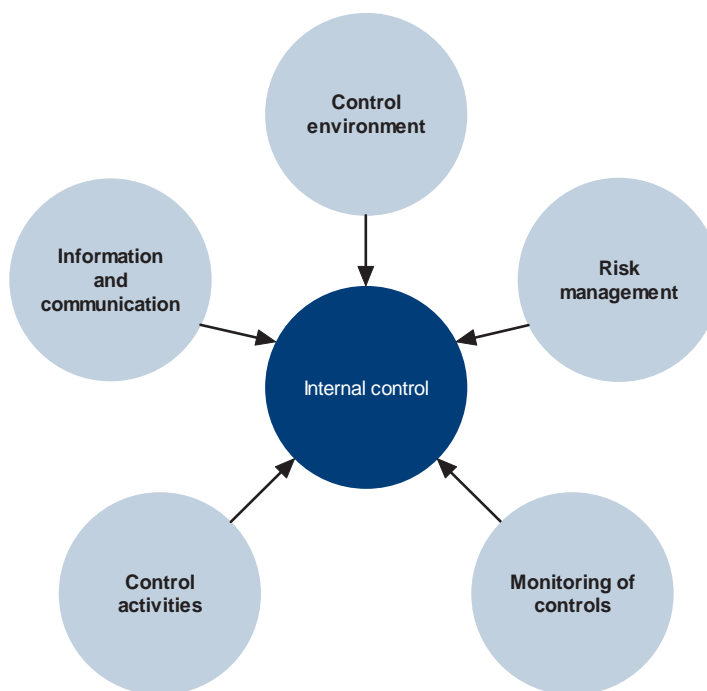 Control
environment
Information
and
communication
Risk
management
Internal control
Control
activities
Monitoring of
controls